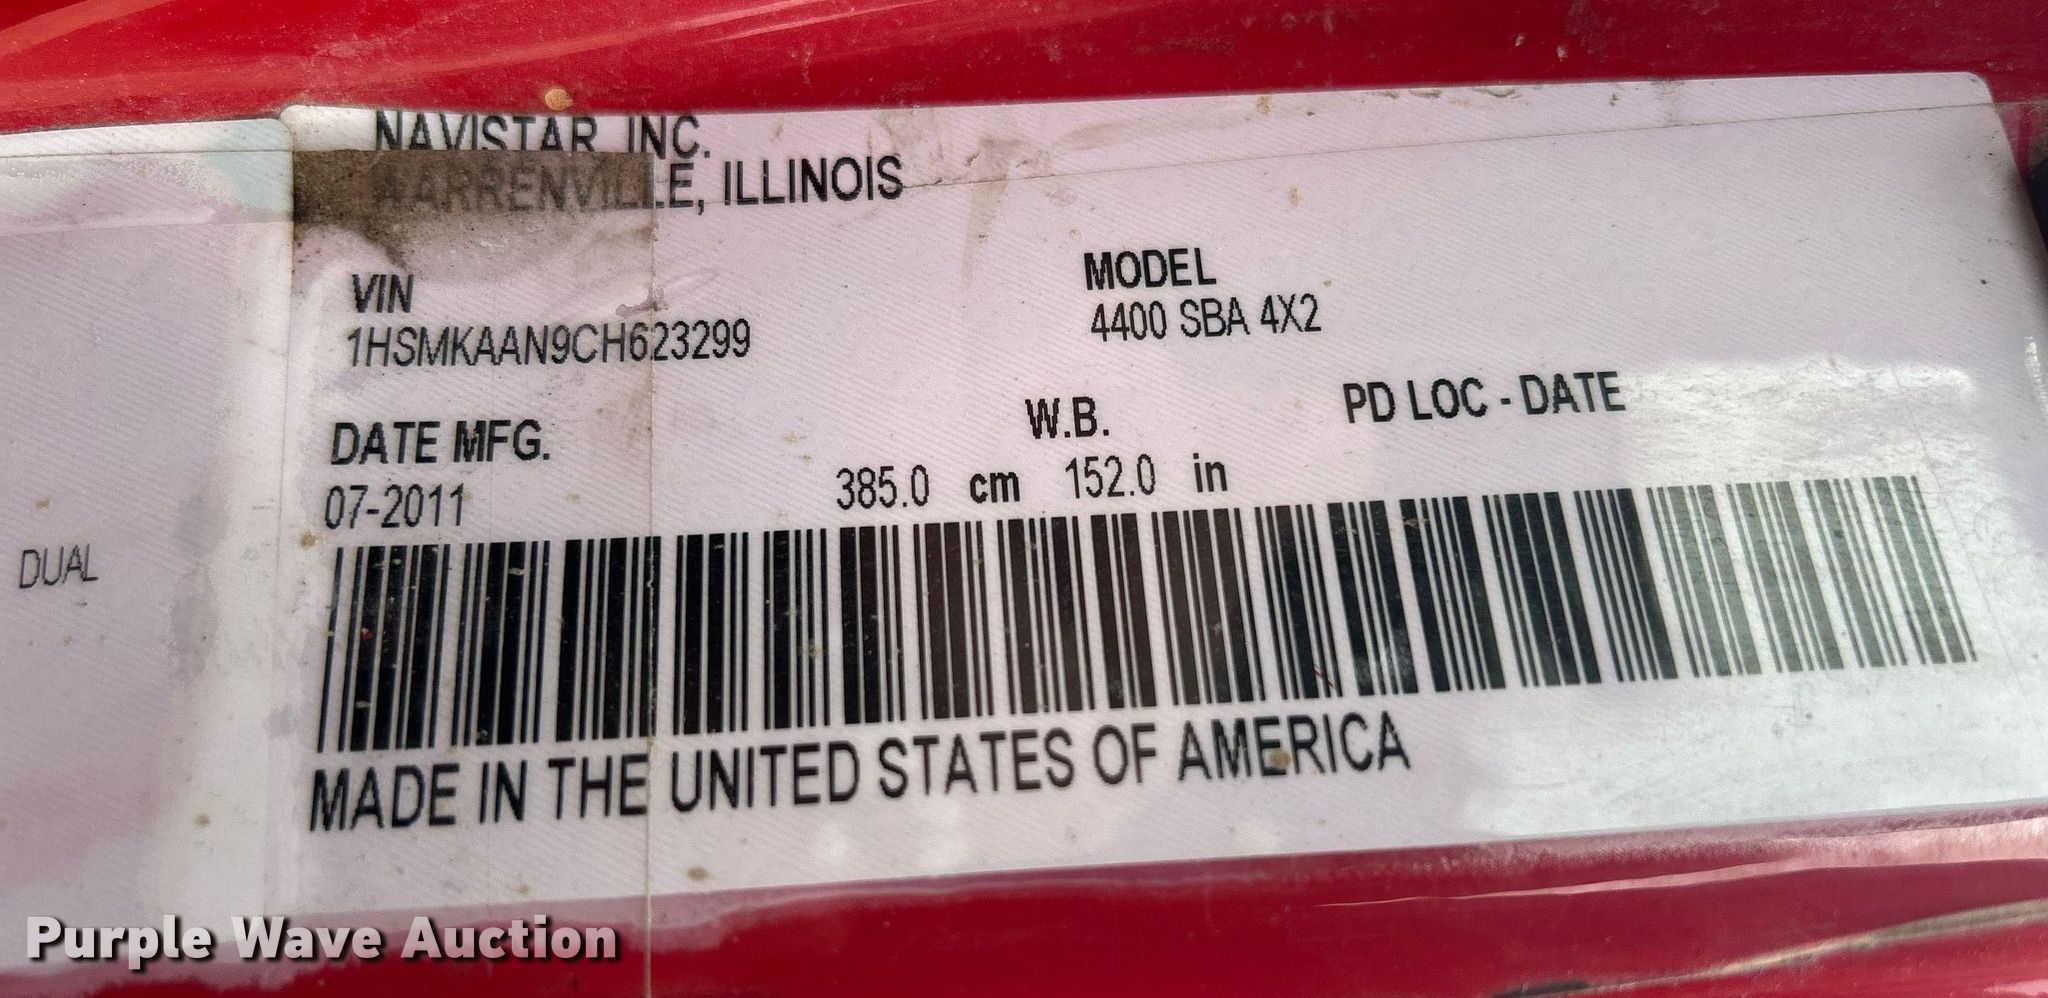 NAVISTAR, INC.
WARRENVILLE, ILLINOIS
VIN
1HSMKAAN9CH623299
MODEL
4400 SBA 4X2
DATE MFG.
07-2011
W.B.
385.0 cm 152.0 in
PD LOC - DATE
DUAL
MADE IN THE UNITED STATES OF AMERICA
Purple Wave Auction